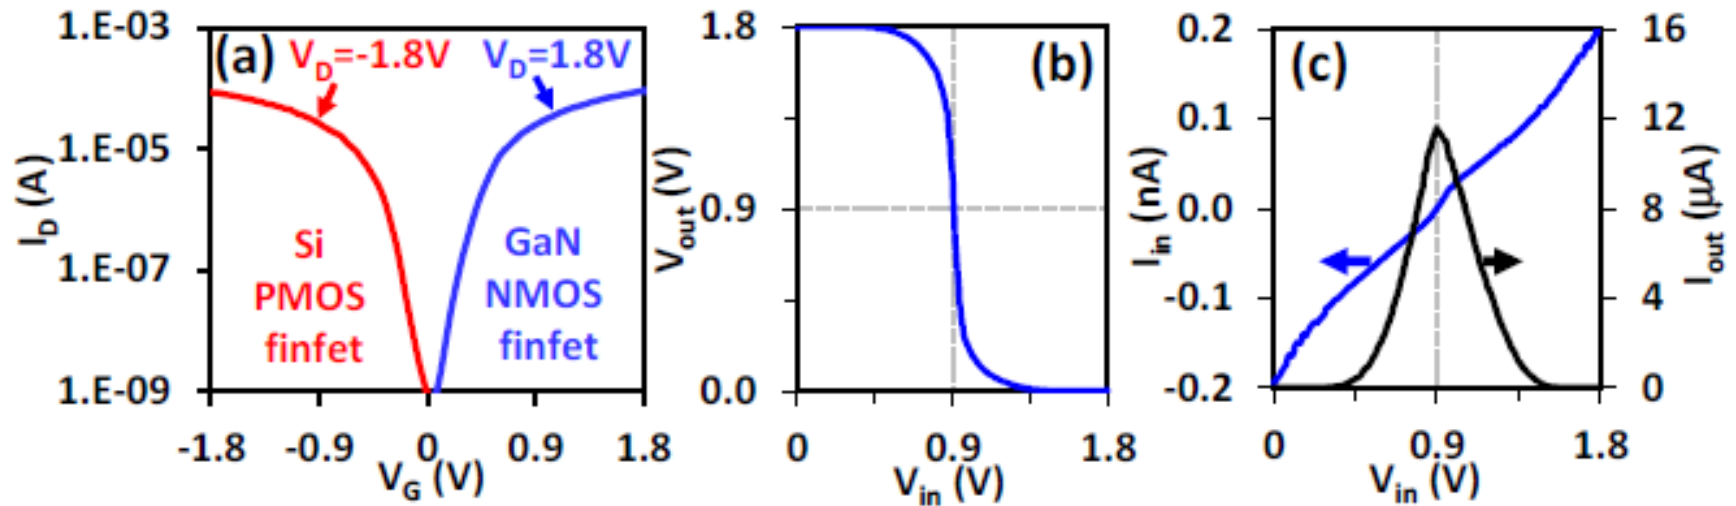 (a)
V_D=-1.8V
V_D=1.8V
Si
PMOS
finfet
GaN
NMOS
finfet
1.E-03
1.E-05
1.E-07
1.E-09
I_D (A)
-1.8
-0.9
0
0.9
1.8
V_G (V)
(b)
1.8
0.9
0.0
V_out (V)
0
0.9
1.8
V_in (V)
(c)
0.2
0.1
0.0
-0.1
-0.2
I_in (nA)
16
12
8
4
0
I_out (μA)
0
0.9
1.8
V_in (V)